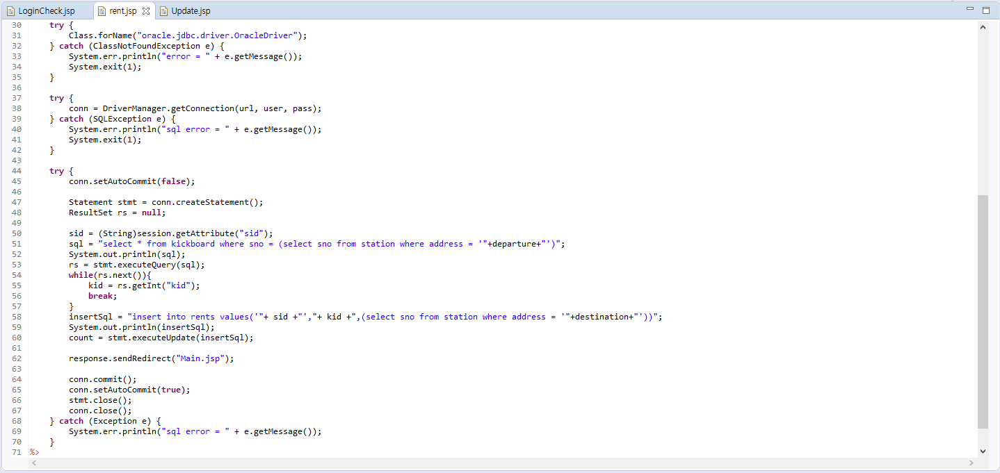 LoginCheck.jsp rent.jsp Update.jsp
30 try {
31 Class.forName("oracle.jdbc.driver.OracleDriver");
32 } catch (ClassNotFoundException e) {
33 System.err.println("error = " + e.getMessage());
34 System.exit(1);
35 }
36
37 try {
38 conn = DriverManager.getConnection(url, user, pass);
39 } catch (SQLException e) {
40 System.err.println("sql error = " + e.getMessage());
41 System.exit(1);
42 }
43
44 try {
45 conn.setAutoCommit(false);
46
47 Statement stmt = conn.createStatement();
48 ResultSet rs = null;
49
50 sid = (String)session.getAttribute("sid");
51 sql = "select * from kickboard where sno = (select sno from station where address = '"+departure+"')";
52 System.out.println(sql);
53 rs = stmt.executeQuery(sql);
54 while(rs.next()){
55 kid = rs.getInt("kid");
56 break;
57 }
58 insertSql = "insert into rents values('"+ sid +"',"+ kid +",(select sno from station where address = '"+destination+"'))";
59 System.out.println(insertSql);
60 count = stmt.executeUpdate(insertSql);
61
62 response.sendRedirect("Main.jsp");
63
64 conn.commit();
65 conn.setAutoCommit(true);
66 stmt.close();
67 conn.close();
68 } catch (Exception e) {
69 System.err.println("sql error = " + e.getMessage());
70 }
71 %>